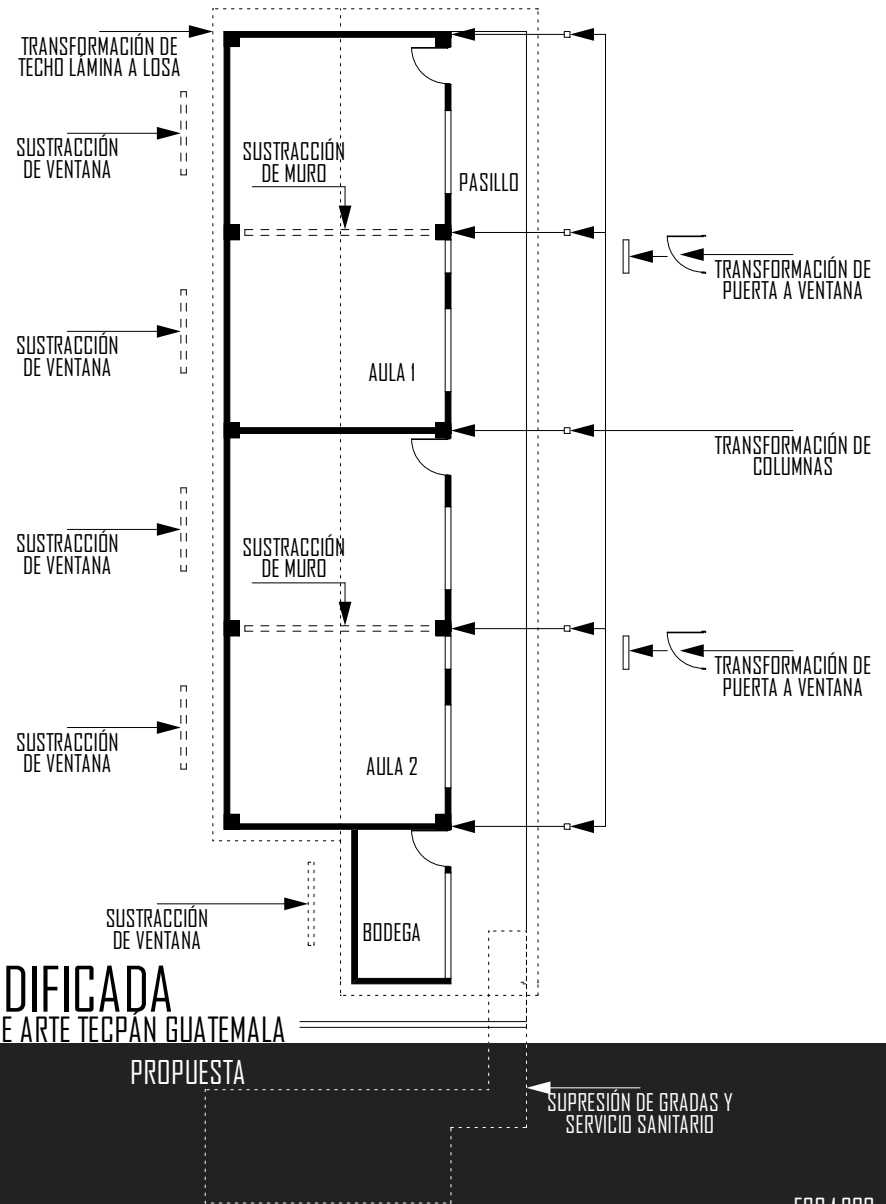 TRANSFORMACIÓN DE
TECHO LÁMINA A LOSA
SUSTRACCIÓN
DE VENTANA
SUSTRACCIÓN
DE MURO
PASILLO
TRANSFORMACIÓN DE
PUERTA A VENTANA
SUSTRACCIÓN
DE VENTANA
AULA 1
TRANSFORMACIÓN DE
COLUMNAS
SUSTRACCIÓN
DE VENTANA
SUSTRACCIÓN
DE MURO
TRANSFORMACIÓN DE
PUERTA A VENTANA
SUSTRACCIÓN
DE VENTANA
AULA 2
SUSTRACCIÓN
DE VENTANA
BODEGA
DIFICADA
E ARTE TECPÁN GUATEMALA
PROPUESTA
SUPRESIÓN DE GRADAS Y
SERVICIO SANITARIO